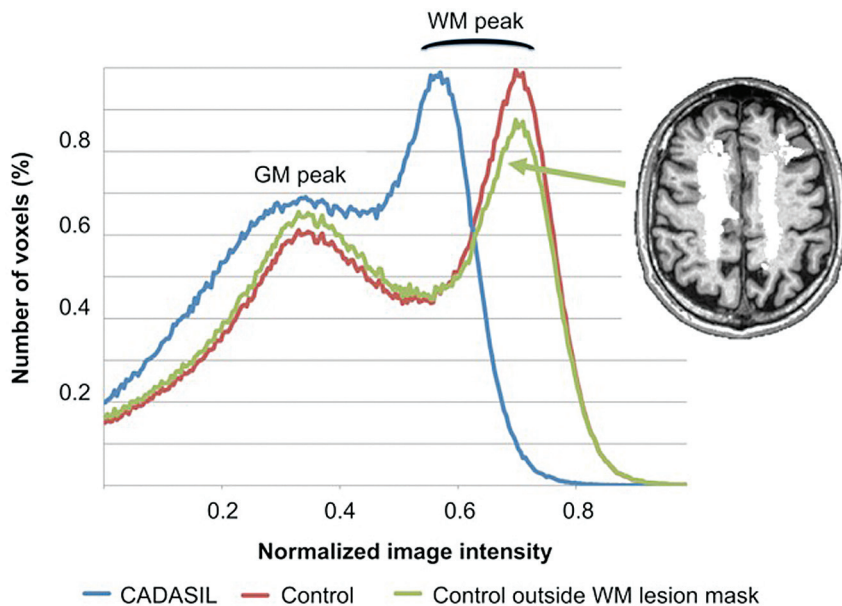 WM peak
GM peak
Number of voxels (%)
0.8
0.6
0.4
0.2
0.2 0.4 0.6 0.8
Normalized image intensity
CADASIL Control Control outside WM lesion mask